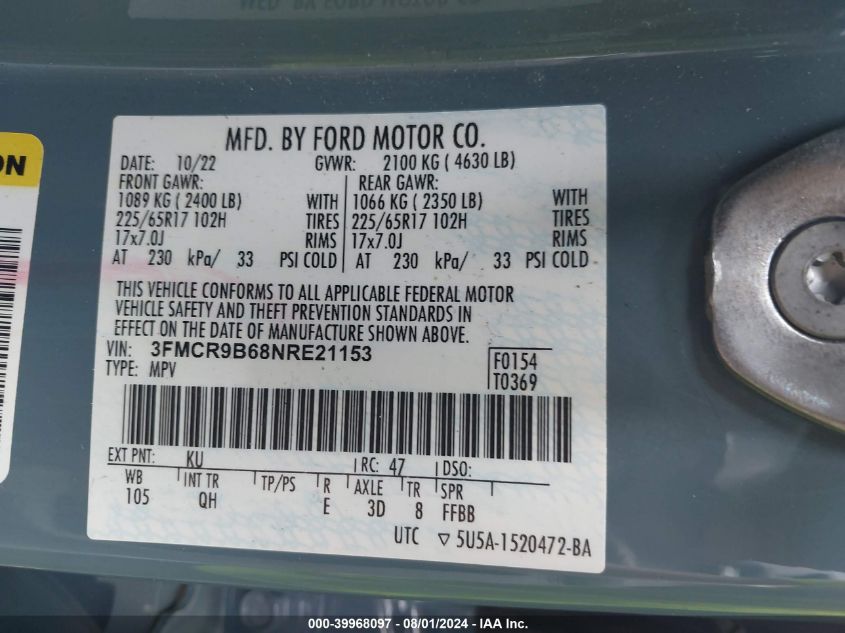 ON
MFD. BY FORD MOTOR CO.
DATE: 10/22 GVWR: 2100 KG ( 4630 LB)
FRONT GAWR: REAR GAWR:
1089 KG ( 2400 LB) WITH 1066 KG ( 2350 LB) WITH
225/65R17 102H TIRES 225/65R17 102H TIRES
17x7.0J RIMS 17x7.0J RIMS
AT 230 kPa/ 33 PSI COLD AT 230 kPa/ 33 PSI COLD
THIS VEHICLE CONFORMS TO ALL APPLICABLE FEDERAL MOTOR
VEHICLE SAFETY AND THEFT PREVENTION STANDARDS IN
EFFECT ON THE DATE OF MANUFACTURE SHOWN ABOVE.
VIN: 3FMCR9B68NRE21153 F0154
TYPE: MPV T0369
EXT PNT: KU RC: 47 DSO:
WB INT TR TP/PS R AXLE TR SPR
105 QH E 3D 8 FFBB
UTC ▽5U5A-1520472-BA
000-39968097 - 08/01/2024 - IAAI.com